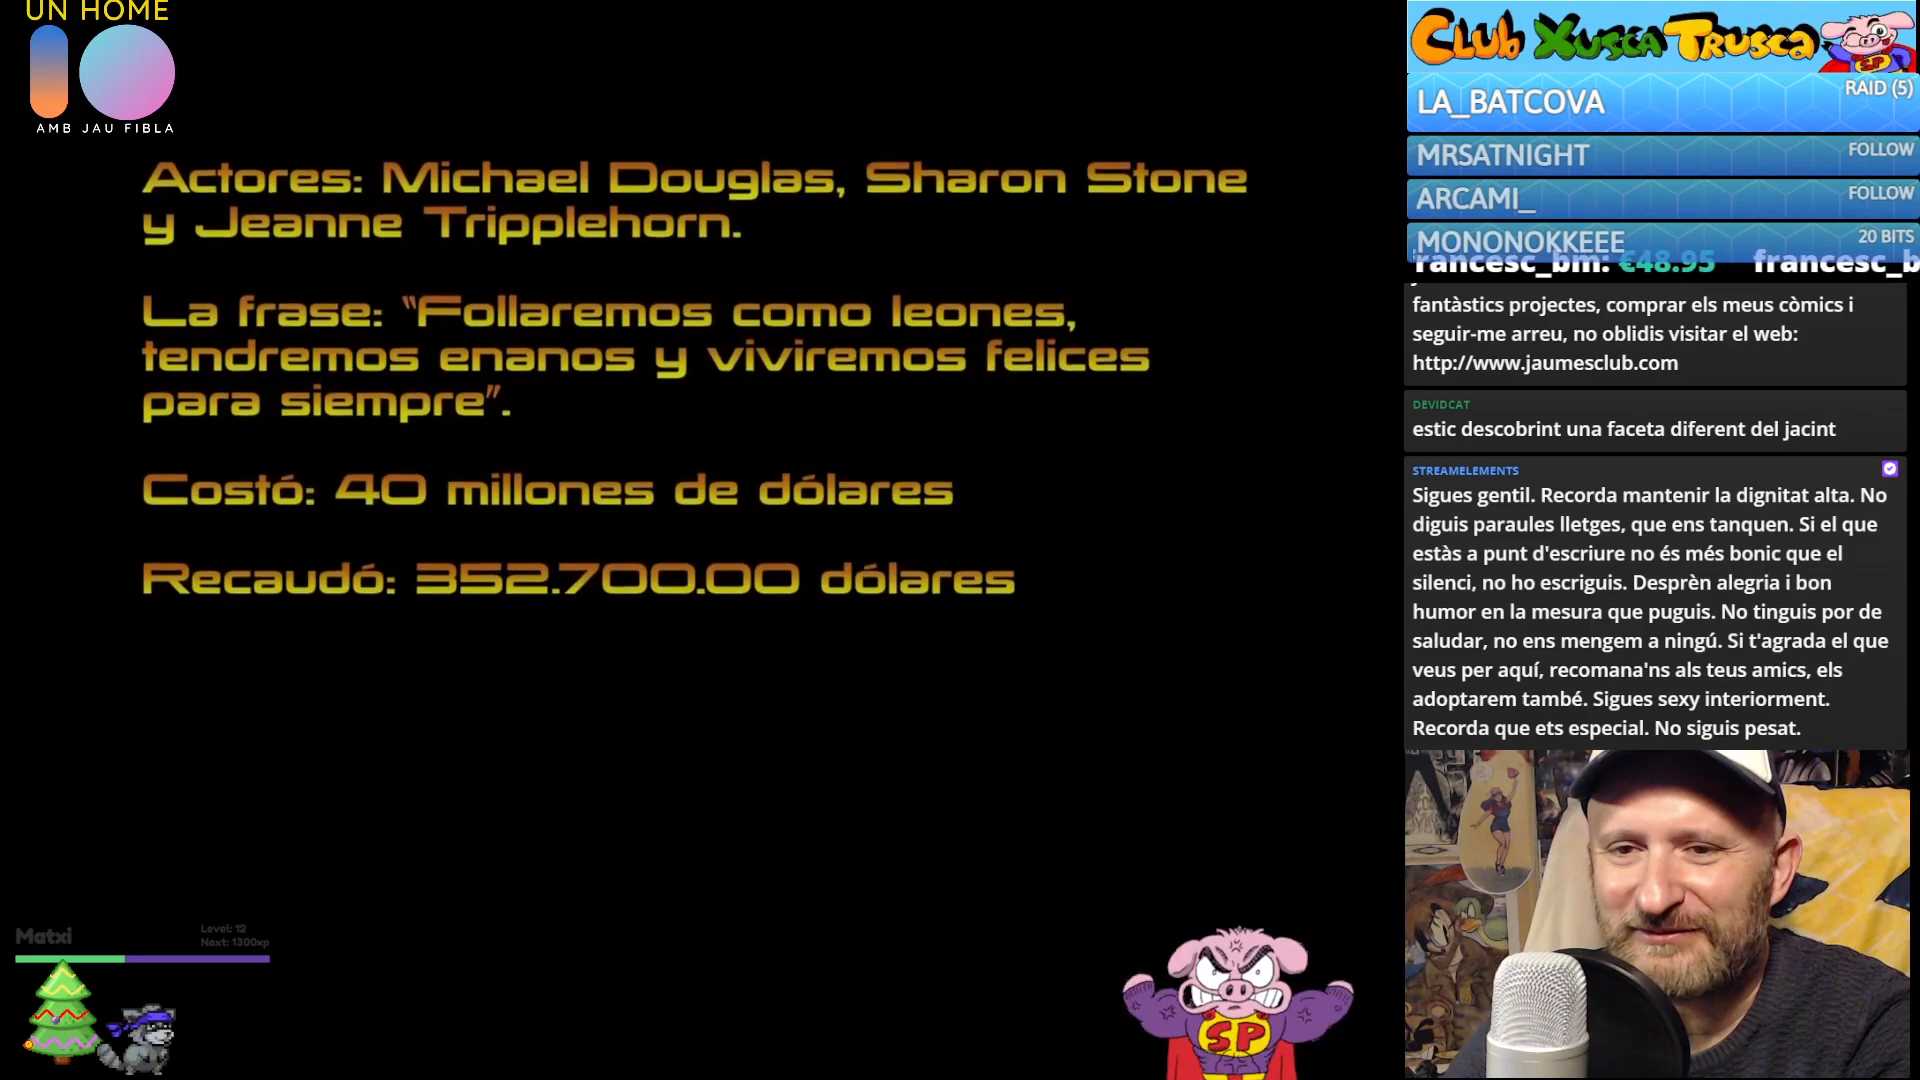 UN HOME
10
AMB JAU FIBLA
Actores: Michael Douglas, Sharon Stone
y Jeanne Tripplehorn.
La frase: “Follaremos como leones,
tendremos enanos y viviremos felices
para siempre”.
Costó: 40 millones de dólares
Recaudó: 352.700.00 dólares
Matxi
Level: 12
Next: 1300xp
SP
Club Xusca Trusca
SP
LA_BATCOVA
RAID (5)
MRSATNIGHT
FOLLOW
ARCAMI_
FOLLOW
MONONOKKEEE
20 BITS
rancesc_bm: €48.95 francesc_b
fantàstics projectes, comprar els meus còmics i
seguir-me arreu, no oblidis visitar el web:
http://www.jaumesclub.com
DEVIDCAT
estic descobrint una faceta diferent del jacint
STREAMELEMENTS
Sigues gentil. Recorda mantenir la dignitat alta. No
diguis paraules lletges, que ens tanquen. Si el que
estàs a punt d'escriure no és més bonic que el
silenci, no ho escriguis. Desprèn alegria i bon
humor en la mesura que puguis. No tinguis por de
saludar, no ens mengem a ningú. Si t'agrada el que
veus per aquí, recomana'ns als teus amics, els
adoptarem també. Sigues sexy interiorment.
Recorda que ets especial. No siguis pesat.